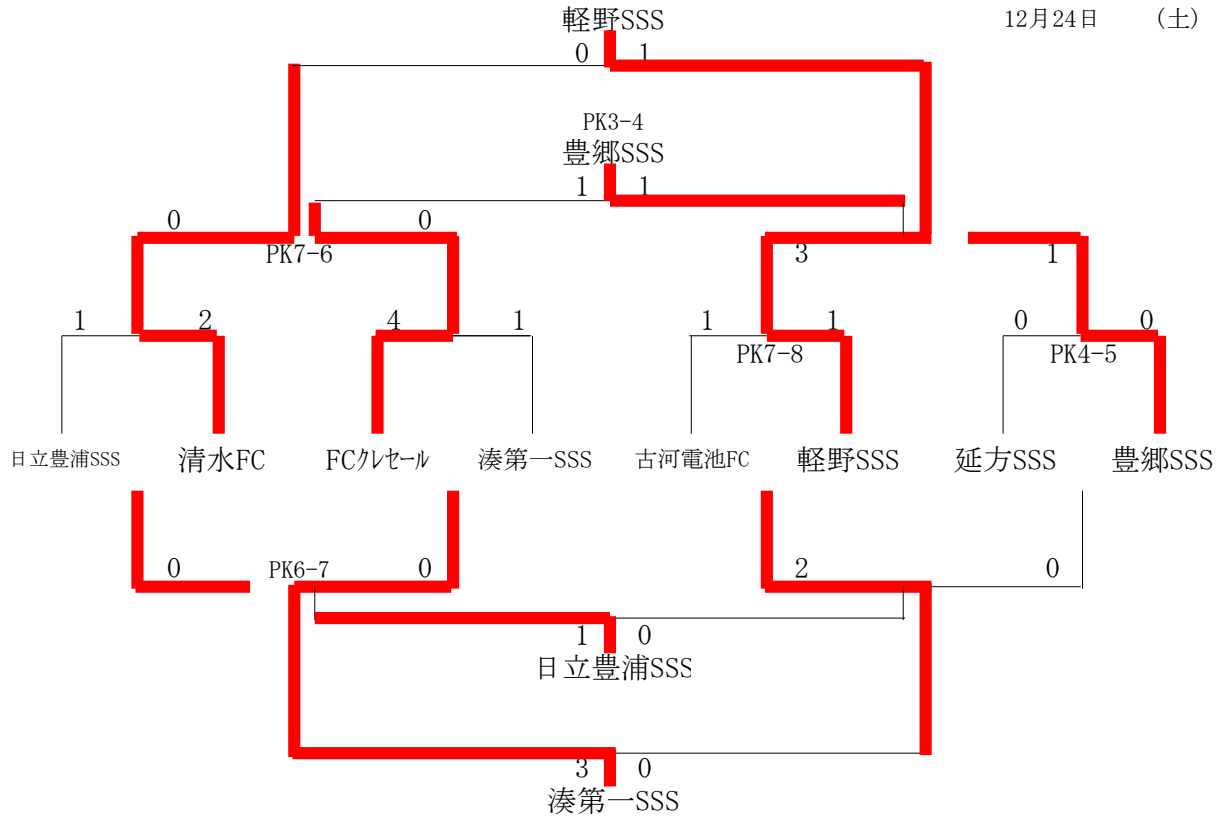 軽野SSS 12月24日 (土)
0 1
PK3-4
豊郷SSS
1 1
0 0
PK7-6 3 1
1 2 4 1 1 1 0 0
PK7-8 PK4-5
日立豊浦SSS 清水FC FCｸﾚｾｰﾙ 湊第一SSS 古河電池FC 軽野SSS 延方SSS 豊郷SSS
0 PK6-7 0 2 0
1 0
日立豊浦SSS
3 0
湊第一SSS